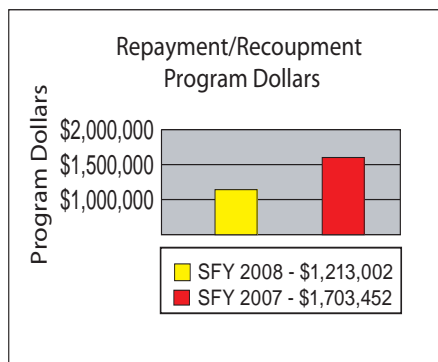 Repayment/Recoupment
Program Dollars
Program Dollars
$2,000,000
$1,500,000
$1,000,000
SFY 2008 - $1,213,002
SFY 2007 - $1,703,452